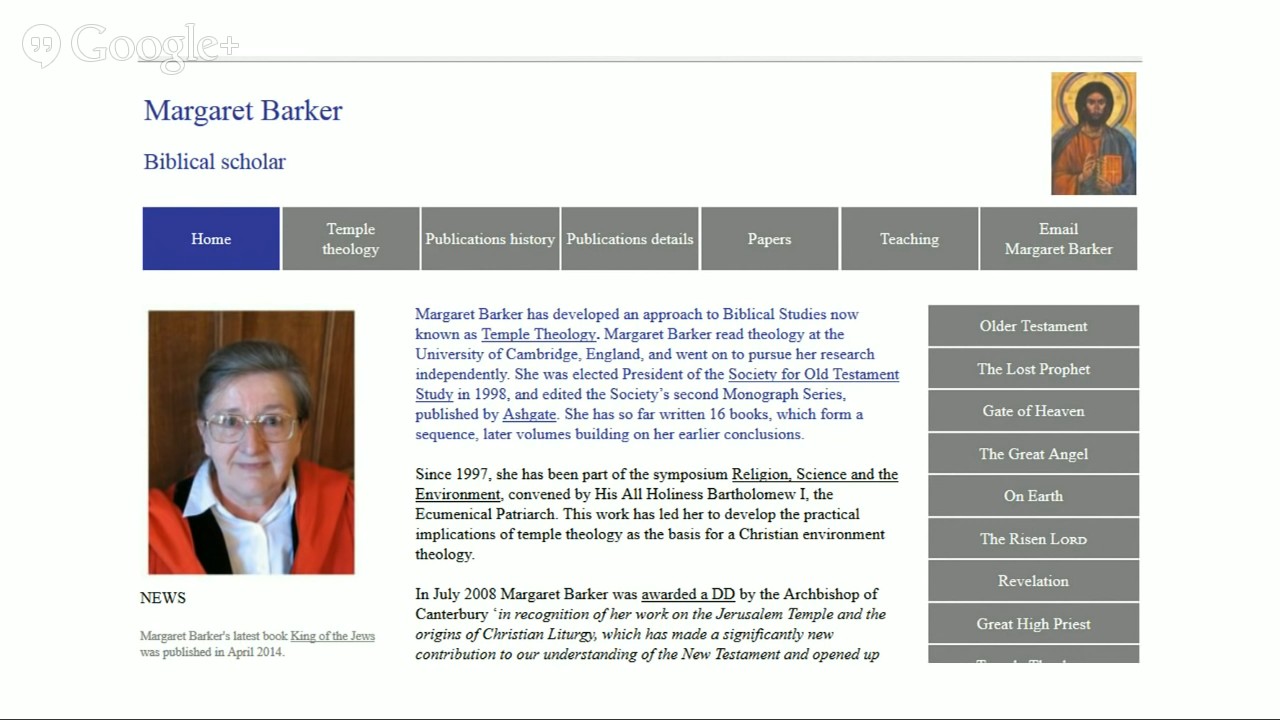 Google+
Margaret Barker
Biblical scholar
Home
Temple
theology
Publications history
Publications details
Papers
Teaching
Email
Margaret Barker
Margaret Barker has developed an approach to Biblical Studies now
known as Temple Theology. Margaret Barker read theology at the
University of Cambridge, England, and went on to pursue her research
independently. She was elected President of the Society for Old Testament
Study in 1998, and edited the Society’s second Monograph Series,
published by Ashgate. She has so far written 16 books, which form a
sequence, later volumes building on her earlier conclusions.
Since 1997, she has been part of the symposium Religion, Science and the
Environment, convened by His All Holiness Bartholomew I, the
Ecumenical Patriarch. This work has led her to develop the practical
implications of temple theology as the basis for a Christian environment
theology.
In July 2008 Margaret Barker was awarded a DD by the Archbishop of
Canterbury ‘in recognition of her work on the Jerusalem Temple and the
origins of Christian Liturgy, which has made a significantly new
contribution to our understanding of the New Testament and opened up
NEWS
Margaret Barker's latest book King of the Jews
was published in April 2014.
Older Testament
The Lost Prophet
Gate of Heaven
The Great Angel
On Earth
The Risen LORD
Revelation
Great High Priest